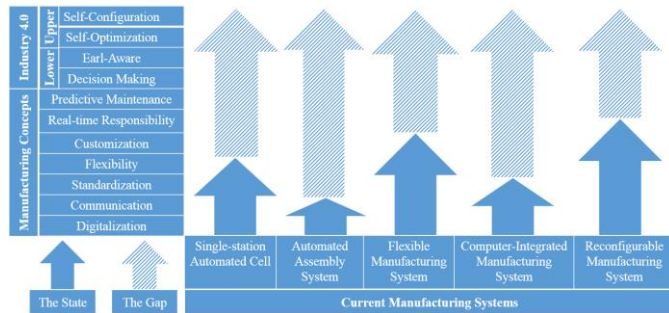 Industry 4.0
Upper
Lower
Self-Configuration
Self-Optimization
Earl-Aware
Decision Making
Manufacturing Concepts
Predictive Maintenance
Real-time Responsibility
Customization
Flexibility
Standardization
Communication
Digitalization
Single-station
Automated Cell
Automated
Assembly
System
Flexible
Manufacturing
System
Computer-Integrated
Manufacturing
System
Reconfigurable
Manufacturing
System
The State
The Gap
Current Manufacturing Systems